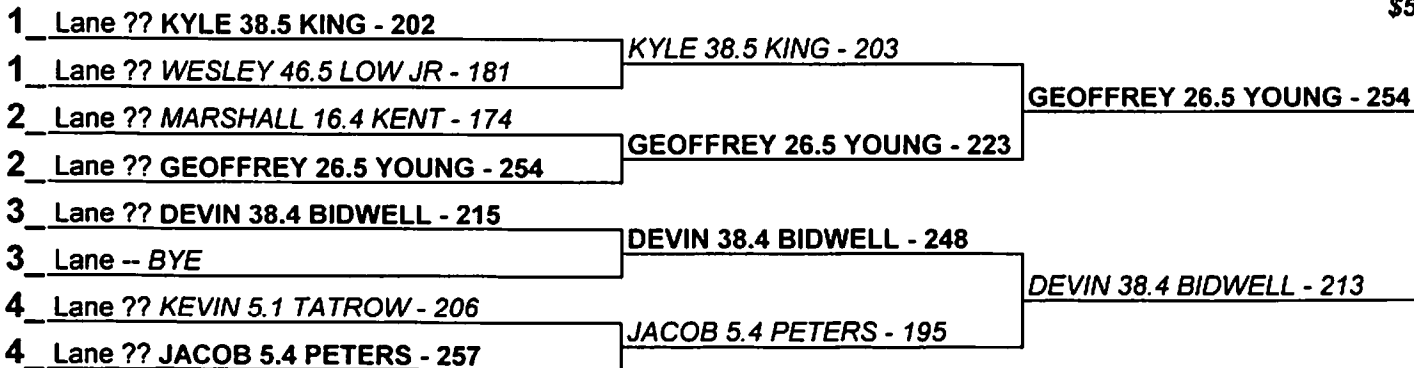 $5
1_ Lane ?? KYLE 38.5 KING - 202
KYLE 38.5 KING - 203
1_ Lane ?? WESLEY 46.5 LOW JR - 181
GEOFFREY 26.5 YOUNG - 254
2_ Lane ?? MARSHALL 16.4 KENT - 174
GEOFFREY 26.5 YOUNG - 223
2_ Lane ?? GEOFFREY 26.5 YOUNG - 254
3_ Lane ?? DEVIN 38.4 BIDWELL - 215
DEVIN 38.4 BIDWELL - 248
3_ Lane -- BYE
DEVIN 38.4 BIDWELL - 213
4_ Lane ?? KEVIN 5.1 TATROW - 206
JACOB 5.4 PETERS - 195
4_ Lane ?? JACOB 5.4 PETERS - 257